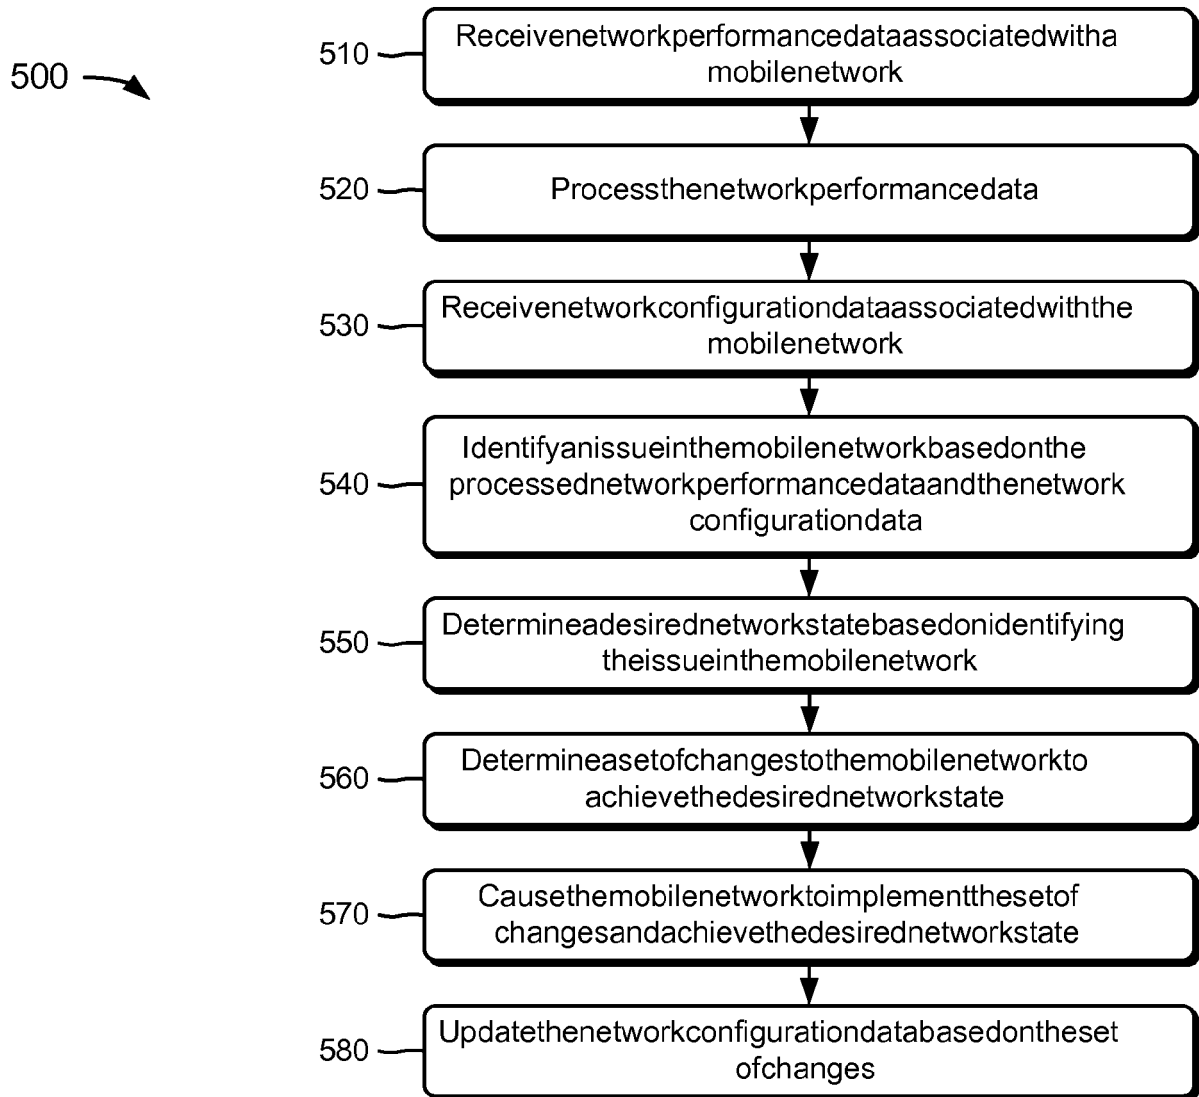 500
510
Receivenetworkperformancedataassociatedwitha
mobilenetwork
520
Processthenetworkperformancedata
530
Receivenetworkconfigurationdataassociatedwiththe
mobilenetwork
540
Identifyanissueinthemobilenetworkbasedonthe
processednetworkperformancedataandthenetwork
configurationdata
550
Determineadesirednetworkstatebasedonidentifying
theissueinthemobilenetwork
560
Determineasetofchangestothemobilenetworkto
achievethedesirednetworkstate
570
Causethemobilenetworktoimplementthesetof
changesandachievethedesirednetworkstate
580
Updatethenetworkconfigurationdatabasedontheset
ofchanges